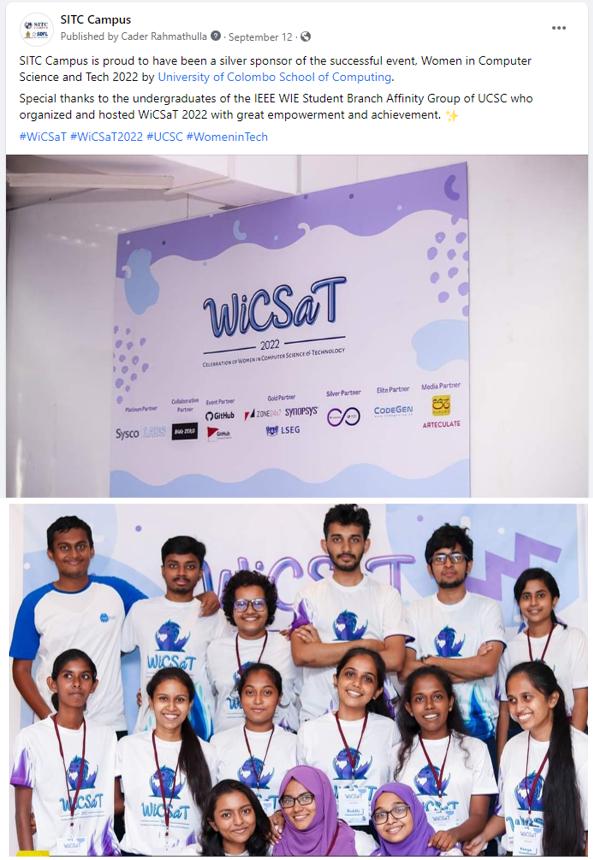 SITC Campus
Published by Cader Rahmathulla · September 12 ·
SITC Campus is proud to have been a silver sponsor of the successful event, Women in Computer
Science and Tech 2022 by University of Colombo School of Computing.
Special thanks to the undergraduates of the IEEE WIE Student Branch Affinity Group of UCSC who
organized and hosted WiCSaT 2022 with great empowerment and achievement. ✨
#WiCSaT #WiCSaT2022 #UCSC #WomeninTech
WiCSaT
2022
CELEBRATION OF WOMEN IN COMPUTER SCIENCE & TECHNOLOGY
Platinum Partner
Sysco LABS
Collaborative
Partner
Event Partner
GitHub
GitHub
Gold Partner
ZONE24x7 SYNOPSYS
LSEG
Silver Partner
Elite Partner
CODEGEN
Media Partner
ARTECULATE
WiCSaT
WiCSaT
WiCSaT
WiCSaT
WiCSaT